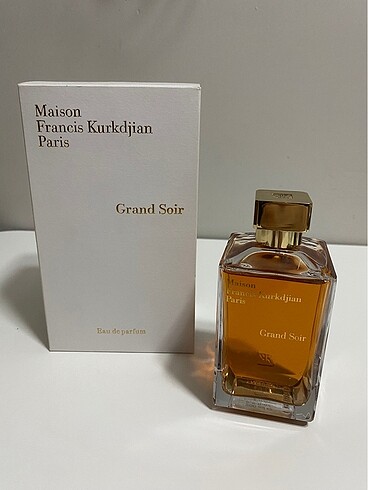 Maison
Francis Kurkdjian
Paris
Grand Soir
Eau de parfum
Maison
Francis Kurkdjian
Paris
Grand Soir